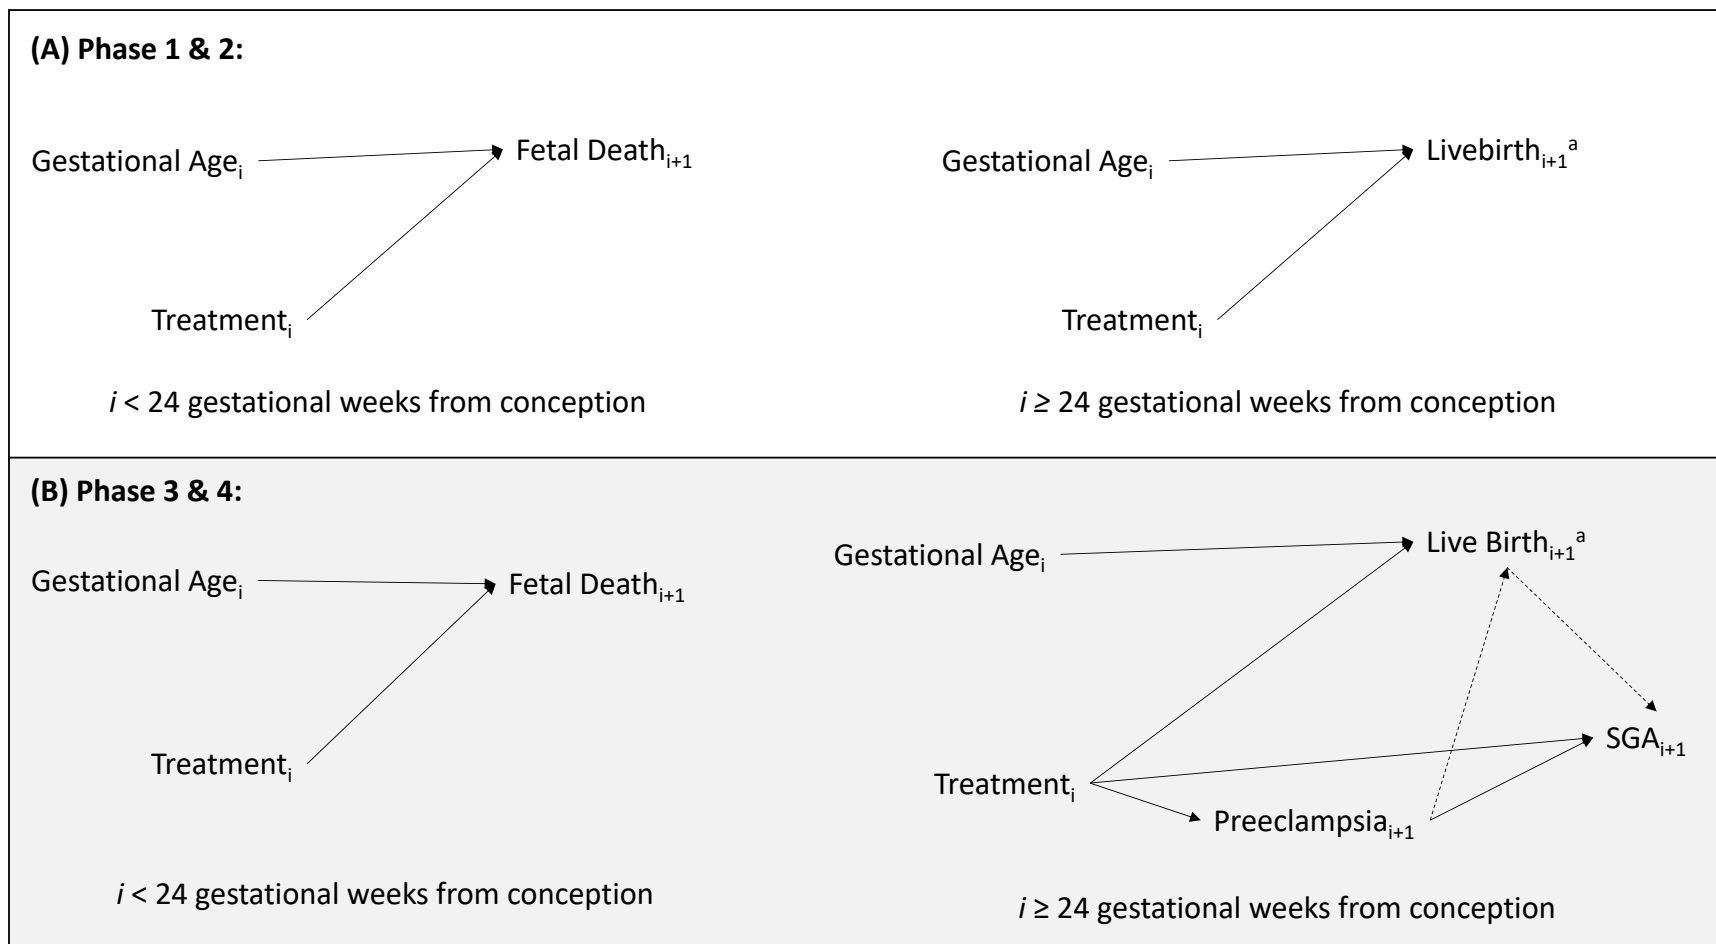 (A) Phase 1 & 2:
Gestational Ageᵢ
Fetal Deathᵢ₊₁
Treatmentᵢ
i < 24 gestational weeks from conception
Gestational Ageᵢ
Livebirthᵢ₊₁ᵃ
Treatmentᵢ
i ≥ 24 gestational weeks from conception
(B) Phase 3 & 4:
Gestational Ageᵢ
Fetal Deathᵢ₊₁
Treatmentᵢ
i < 24 gestational weeks from conception
Gestational Ageᵢ
Live Birthᵢ₊₁ᵃ
SGAᵢ₊₁
Treatmentᵢ
Preeclampsiaᵢ₊₁
i ≥ 24 gestational weeks from conception